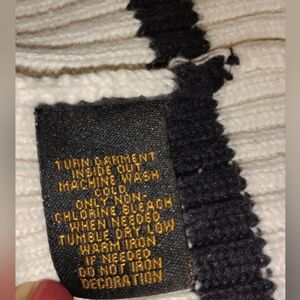 TURN GARMENT
INSIDE OUT
MACHINE WASH
COLD
ONLY NON-
CHLORINE BLEACH
WHEN NEEDED
TUMBLE DRY LOW
WARM IRON
IF NEEDED
DO NOT IRON
DECORATION